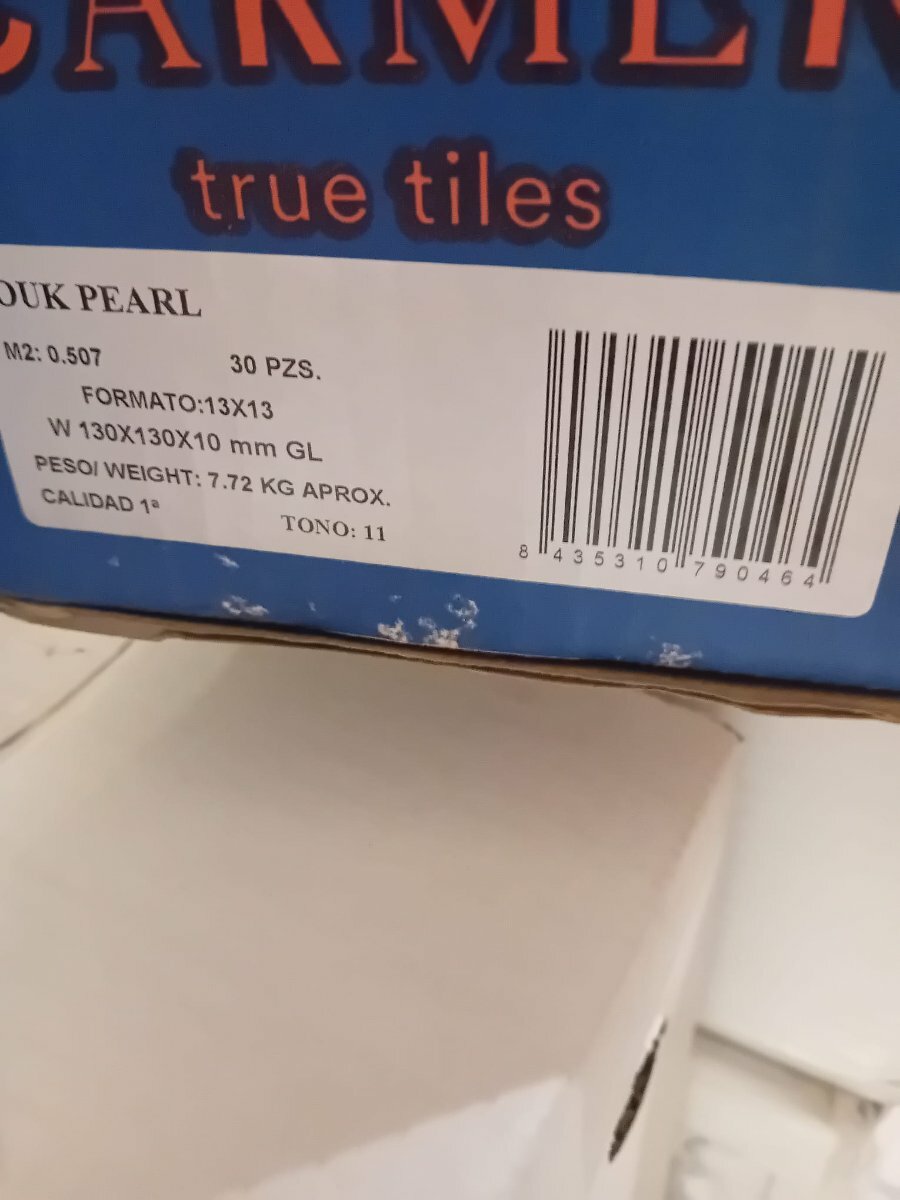 CARMEN
true tiles
OUK PEARL
M2: 0.507 30 PZS.
FORMATO:13X13
W 130X130X10 mm GL
PESO/ WEIGHT: 7.72 KG APROX.
CALIDAD 1ª TONO: 11
8 435310 790464